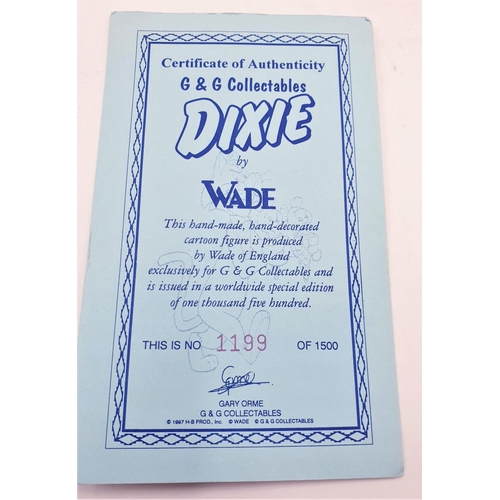 Certificate of Authenticity
G & G Collectables
DIXIE
by
WADE
This hand-made, hand-decorated
cartoon figure is produced
by Wade of England
exclusively for G & G Collectables and
is issued in a worldwide special edition
of one thousand five hundred.
THIS IS NO 1199 OF 1500
Orme
GARY ORME
G & G COLLECTABLES
© 1997 H-B PROD., Inc. © WADE © G & G COLLECTABLES